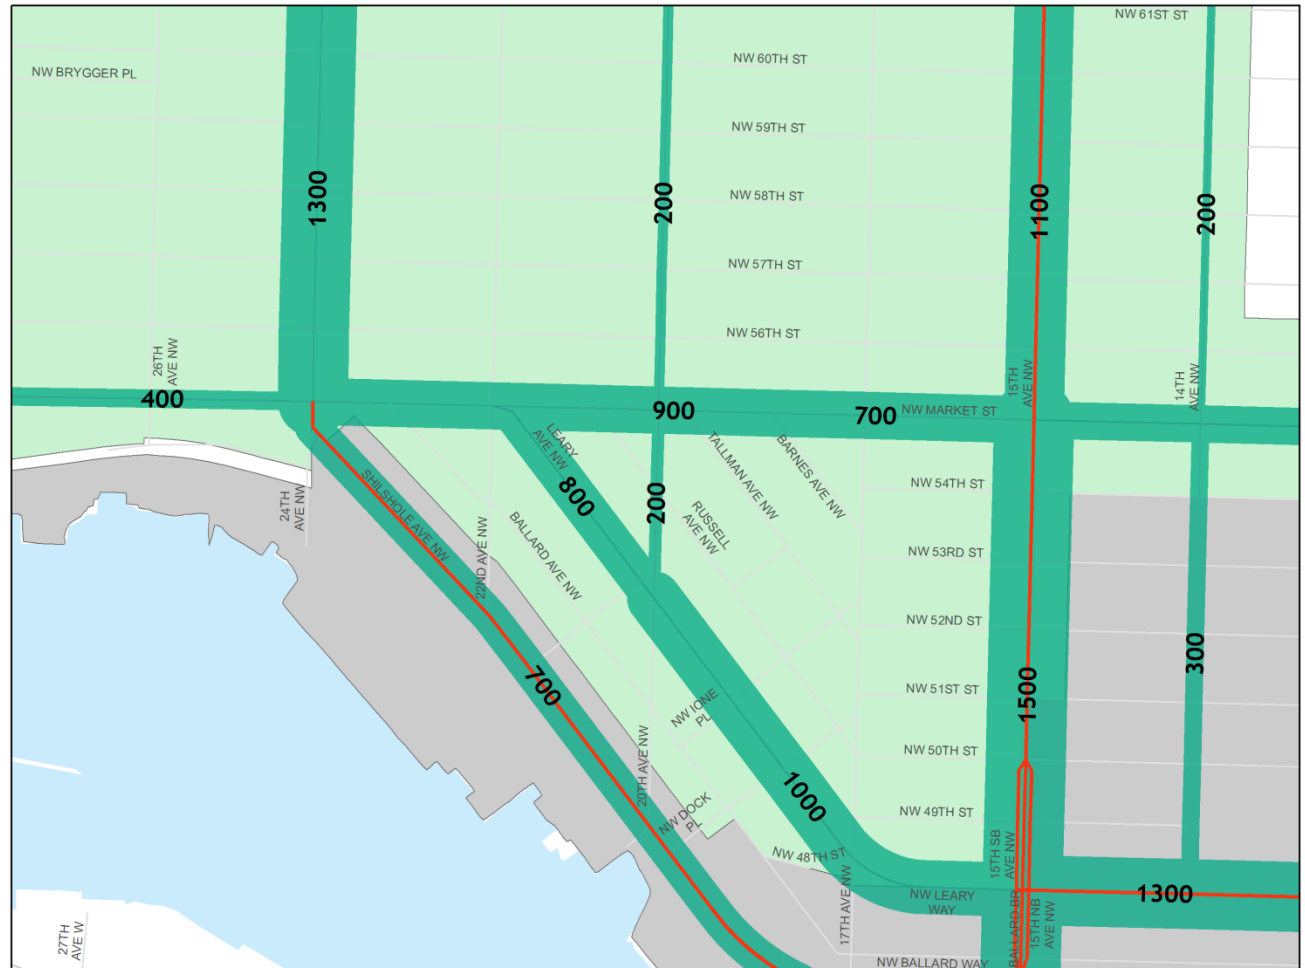 NW 61ST ST
NW 60TH ST
NW BRYGGER PL
NW 59TH ST
1300
200
NW 58TH ST
1100
200
NW 57TH ST
NW 56TH ST
26TH
AVE NW
15TH
AVE NW
14TH
AVE NW
400
900
700
NW MARKET ST
LEARY
AVE NW
TALLMAN AVE NW
BARNES AVE NW
24TH
AVE NW
SHILSHOLE AVE NW
800
200
NW 54TH ST
RUSSELL
AVE NW
22ND AVE NW
BALLARD AVE NW
NW 53RD ST
NW 52ND ST
300
700
NW IONE
PL
NW 51ST ST
1500
20TH AVE NW
NW 50TH ST
1000
NW DOCK
PL
NW 49TH ST
NW 48TH ST
15TH SB
AVE NW
17TH AVE NW
NW LEARY
WAY
1300
BALLARD BR
15TH NB
AVE NW
27TH
AVE W
NW BALLARD WAY